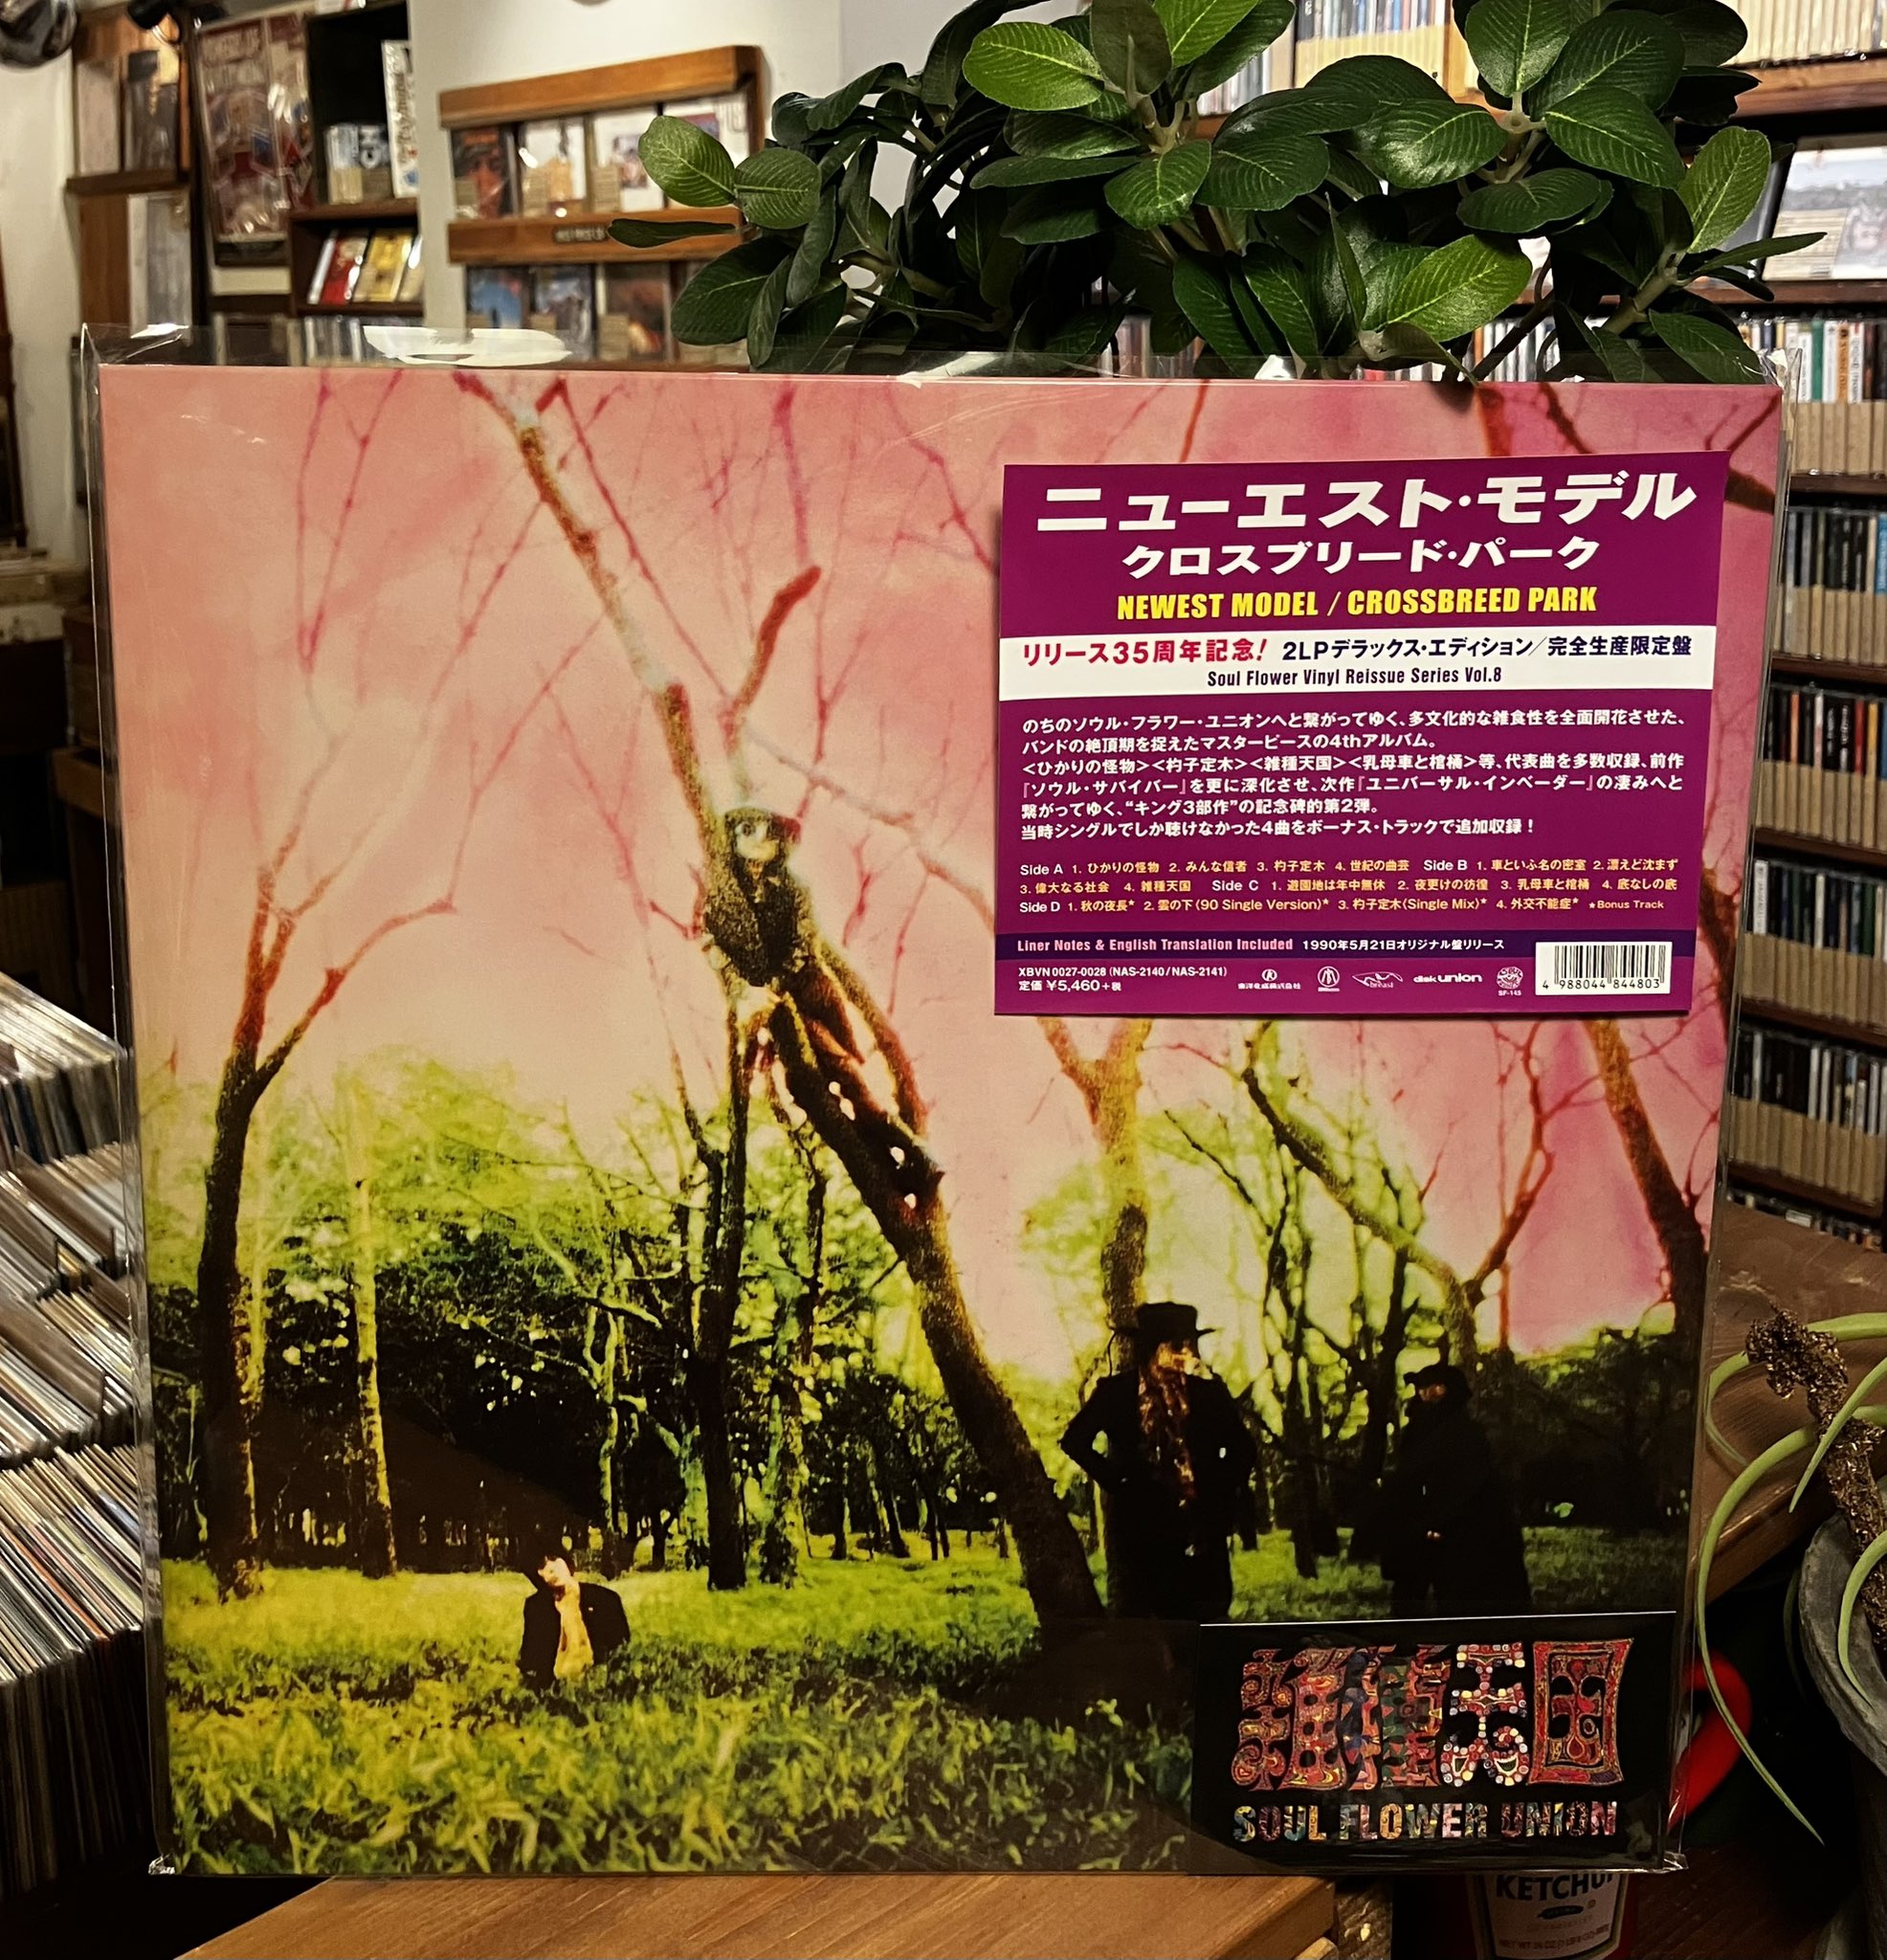 ニューエスト・モデル
クロスブリード・パーク
NEWEST MODEL / CROSSBREED PARK
リリース35周年記念! 2LPデラックス・エディション/完全生産限定盤
Soul Flower Vinyl Reissue Series Vol.8
のちのソウル・フラワー・ユニオンへと繋がってゆく、多文化的な雑食性を全面開花させた、
バンドの絶頂期を捉えたマスターピースの4thアルバム。
<ひかりの怪物><杓子定木><雑種天国><乳母車と棺桶>等、代表曲を多数収録、前作
『ソウル・サバイバー』を更に深化させ、次作『ユニバーサル・インベーダー』の凄みへと
繋がってゆく、“キング3部作”の記念碑的第2弾。
当時シングルでしか聴けなかった4曲をボーナス・トラックで追加収録!
Side A 1. ひかりの怪物 2. みんな信者 3. 杓子定木 4. 世紀の曲芸 Side B 1. 車といふ名の密室 2. 漂えど沈まず
3. 偉大なる社会 4. 雑種天国 Side C 1. 遊園地は年中無休 2. 夜更けの彷徨 3. 乳母車と棺桶 4. 底なしの底
Side D 1. 秋の夜長* 2. 雲の下(90 Single Version)* 3. 杓子定木(Single Mix)* 4. 外交不能症* *Bonus Track
Liner Notes & English Translation Included 1990年5月21日オリジナル盤リリース
XBVN 0027-0028 (NAS-2140/NAS-2141)
定価 ¥5,460+税
東洋化成株式会社
disk union
SF-145
4 988044 844803
雑種天国
SOUL FLOWER UNION
KETCHUP